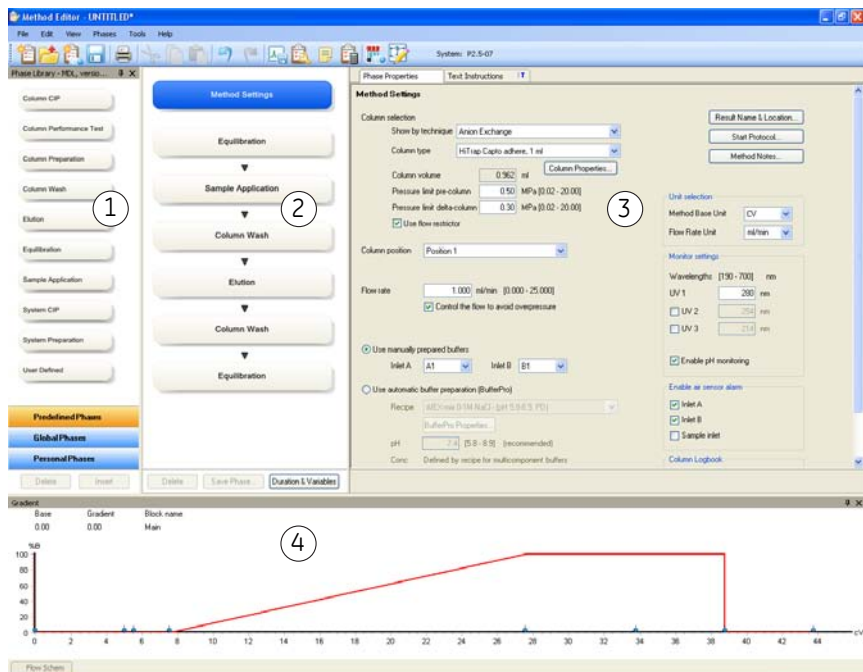 Method Editor - UNTITLED*
File Edit View Phases Tools Help
System: P2.5-07
Phase Library - MDL, versio...
Column CIP
Column Performance Test
Column Preparation
Column Wash
Elution
Equilibration
Sample Application
System CIP
System Preparation
User Defined
Predefined Phases
Global Phases
Personal Phases
Delete Insert
1
Method Settings
Equilibration
Sample Application
Column Wash
Elution
Column Wash
Equilibration
Delete Save Phase... Duration & Variables
2
Phase Properties Text Instructions
Method Settings
Column selection
Show by technique Anion Exchange
Column type HiTrap Capto adhere, 1 ml
Column volume 0.962 ml Column Properties...
Pressure limit pre-column 0.50 MPa [0.02 - 20.00]
Pressure limit delta-column 0.30 MPa [0.02 - 20.00]
Use flow restrictor
Column position Position 1
Flow rate 1.000 ml/min [0.000 - 25.000]
Control the flow to avoid overpressure
Use manually prepared buffers
Inlet A A1 Inlet B B1
Use automatic buffer preparation (BufferPro)
Recipe
BufferPro Properties...
pH 7.4 [5.8 - 8.9] (recommended)
Conc Defined by recipe for multicomponent buffers
3
Result Name & Location...
Start Protocol...
Method Notes...
Unit selection
Method Base Unit CV
Flow Rate Unit ml/min
Monitor settings
Wavelengths [190 - 700] nm
UV 1 280 nm
UV 2 254 nm
UV 3 214 nm
Enable pH monitoring
Enable air sensor alarm
Inlet A
Inlet B
Sample inlet
Column Logbook
Gradient
Base Gradient Block name
0.00 0.00 Main
4
%B
100
80
60
40
20
0
0 2 4 6 8 10 12 14 16 18 20 22 24 26 28 30 32 34 36 38 40 42 44 cV
Flow Schem